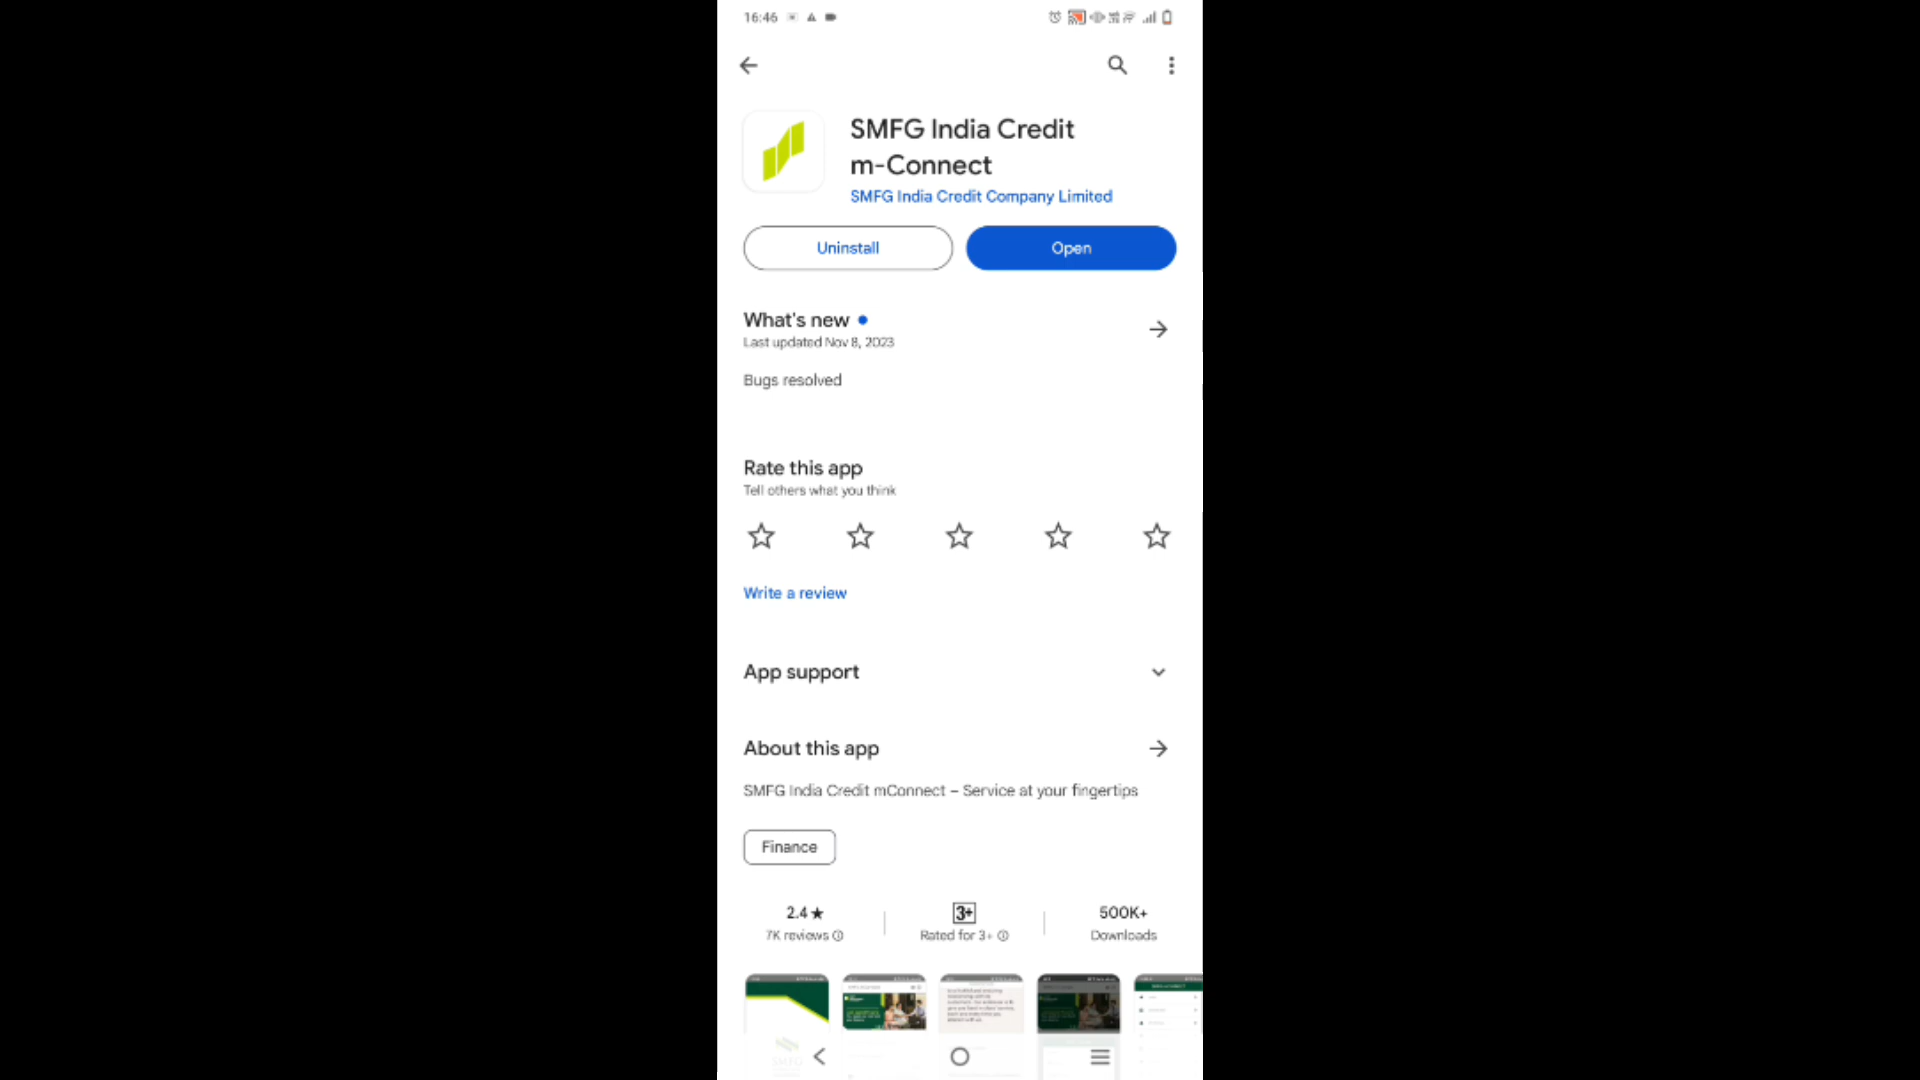 16:46
SMFG India Credit
m-Connect
SMFG India Credit Company Limited
Uninstall
Open
What's new
Last updated Nov 8, 2023
Bugs resolved
Rate this app
Tell others what you think
Write a review
App support
About this app
SMFG India Credit mConnect – Service at your fingertips
Finance
2.4★
7K reviews
3+
Rated for 3+
500K+
Downloads
SMFG